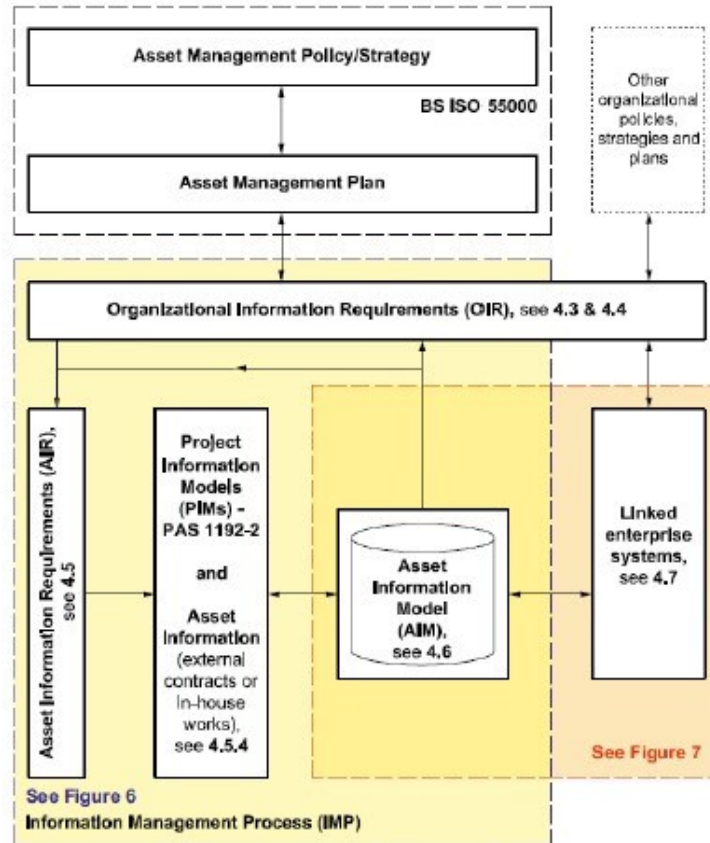 Asset Management Policy/Strategy
BS ISO 55000
Asset Management Plan
Other
organizational
policies,
strategies and
plans
Organizational Information Requirements (OIR), see 4.3 & 4.4
Asset Information Requirements (AIR),
see 4.5
Project
Information
Models
(PIMs) –
PAS 1192-2
and
Asset
Information
(external
contracts or
in-house
works),
see 4.5.4
Asset
Information
Model
(AIM),
see 4.6
Linked
enterprise
systems,
see 4.7
See Figure 7
See Figure 6
Information Management Process (IMP)